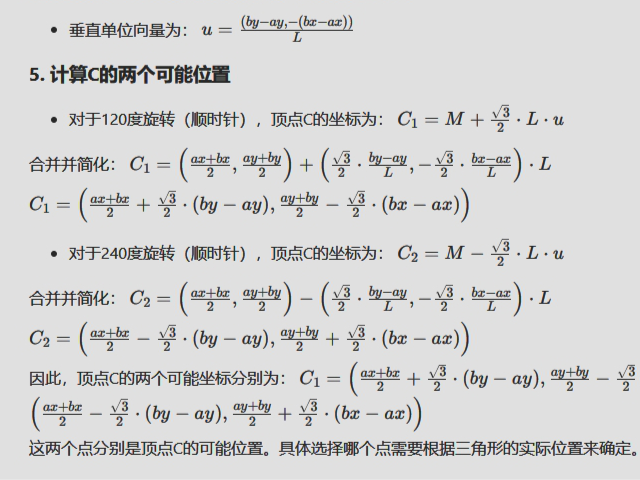 • 垂直单位向量为： $u = \frac{(by-ay,-(bx-ax))}{L}$
5. 计算C的两个可能位置
• 对于120度旋转（顺时针），顶点C的坐标为： $C_1 = M + \frac{\sqrt{3}}{2} \cdot L \cdot u$
合并并简化： $C_1 = \left(\frac{ax+bx}{2}, \frac{ay+by}{2}\right) + \left(\frac{\sqrt{3}}{2} \cdot \frac{by-ay}{L}, -\frac{\sqrt{3}}{2} \cdot \frac{bx-ax}{L}\right) \cdot L$
$C_1 = \left(\frac{ax+bx}{2} + \frac{\sqrt{3}}{2} \cdot (by - ay), \frac{ay+by}{2} - \frac{\sqrt{3}}{2} \cdot (bx - ax)\right)$
• 对于240度旋转（顺时针），顶点C的坐标为： $C_2 = M - \frac{\sqrt{3}}{2} \cdot L \cdot u$
合并并简化： $C_2 = \left(\frac{ax+bx}{2}, \frac{ay+by}{2}\right) - \left(\frac{\sqrt{3}}{2} \cdot \frac{by-ay}{L}, -\frac{\sqrt{3}}{2} \cdot \frac{bx-ax}{L}\right) \cdot L$
$C_2 = \left(\frac{ax+bx}{2} - \frac{\sqrt{3}}{2} \cdot (by - ay), \frac{ay+by}{2} + \frac{\sqrt{3}}{2} \cdot (bx - ax)\right)$
因此，顶点C的两个可能坐标分别为： $C_1 = \left(\frac{ax+bx}{2} + \frac{\sqrt{3}}{2} \cdot (by - ay), \frac{ay+by}{2} - \frac{\sqrt{3}}{2}\right.$
$\left(\frac{ax+bx}{2} - \frac{\sqrt{3}}{2} \cdot (by - ay), \frac{ay+by}{2} + \frac{\sqrt{3}}{2} \cdot (bx - ax)\right)$
这两个点分别是顶点C的可能位置。具体选择哪个点需要根据三角形的实际位置来确定。